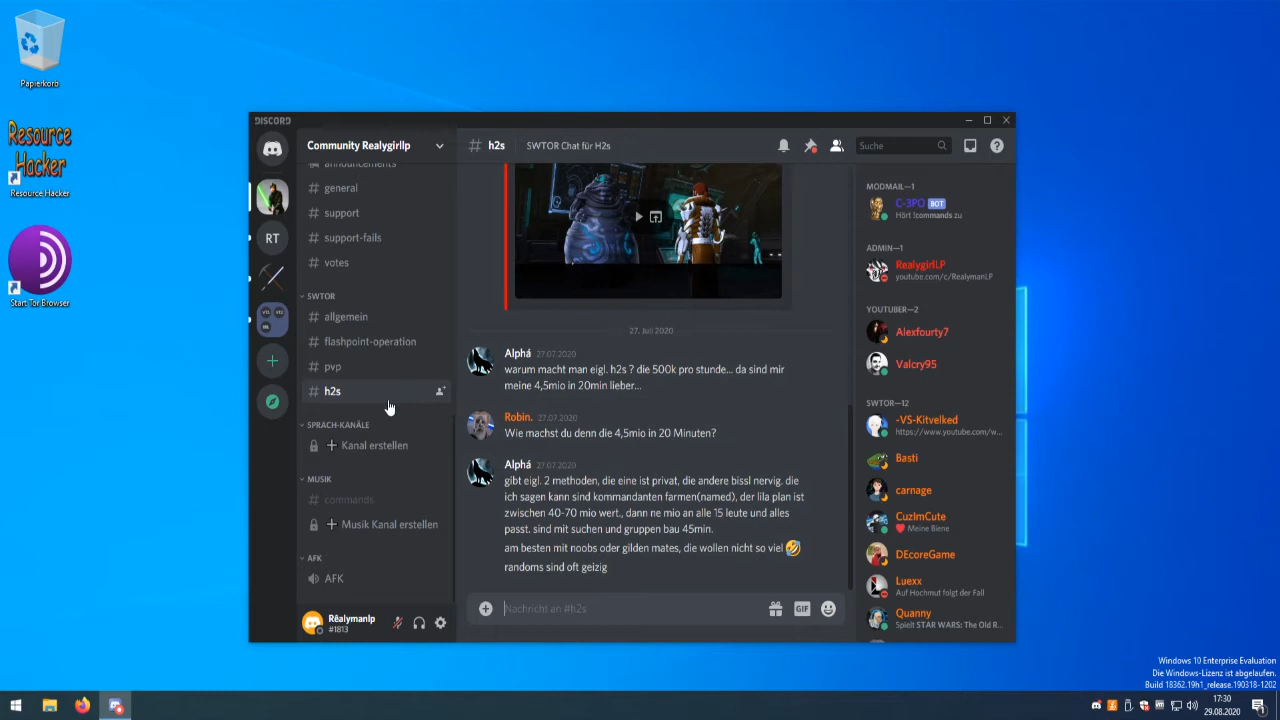 Papierkorb
Resource
Hacker
Resource Hacker
Start Tor Browser
DISCORD
Community Realygirllp
announcements
general
support
support-fails
votes
SWTOR
allgemein
flashpoint-operation
pvp
h2s
SPRACH-KANÄLE
Kanal erstellen
MUSIK
commands
Musik Kanal erstellen
AFK
AFK
Rêalymanlp
#1813
RT
h2s
SWTOR Chat für H2s
Suche
27. Juli 2020
Alphá 27.07.2020
warum macht man eigl. h2s ? die 500k pro stunde... da sind mir
meine 4,5mio in 20min lieber...
Robin. 27.07.2020
Wie machst du denn die 4,5mio in 20 Minuten?
Alphá 27.07.2020
gibt eigl. 2 methoden, die eine ist privat, die andere bissl nervig. die
ich sagen kann sind kommandanten farmen(named), der lila plan ist
zwischen 40-70 mio wert., dann ne mio an alle 15 leute und alles
passt. sind mit suchen und gruppen bau 45min.
am besten mit noobs oder gilden mates, die wollen nicht so viel 🤣
randoms sind oft geizig
Nachricht an #h2s
GIF
MODMAIL—1
C-3PO BOT
Hört !commands zu
ADMIN—1
RealygirlLP
youtube.com/c/RealymanLP
YOUTUBER—2
Alexfourty7
Valcry95
SWTOR—12
-VS-Kitvelked
https://www.youtube.com/w...
Basti
carnage
CuzImCute
❤️ Meine Biene
DEcoreGame
Luexx
Auf Hochmut folgt der Fall
Quanny
Spielt STAR WARS: The Old R...
Windows 10 Enterprise Evaluation
Die Windows-Lizenz ist abgelaufen.
Build 18362.19h1_release.190318-1202
17:30
29.08.2020